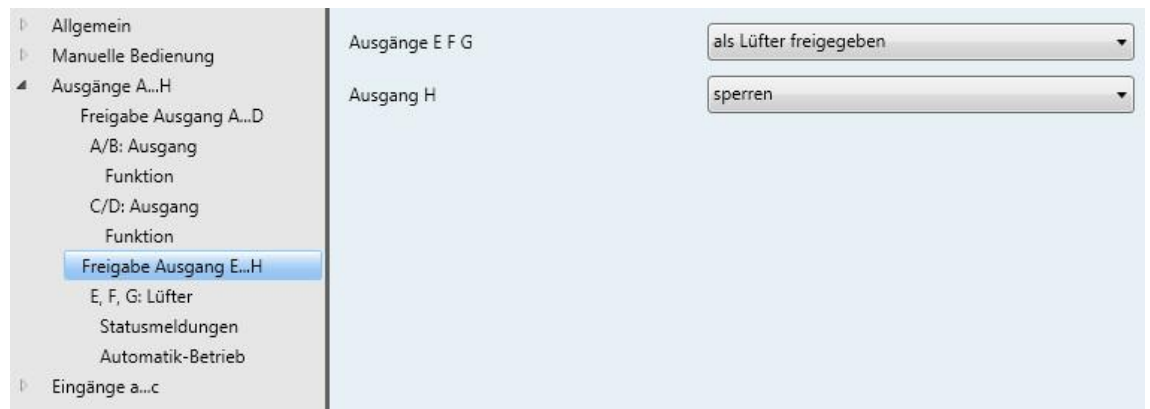 Allgemein
Manuelle Bedienung
Ausgänge A...H
Freigabe Ausgang A...D
A/B: Ausgang
Funktion
C/D: Ausgang
Funktion
Freigabe Ausgang E...H
E, F, G: Lüfter
Statusmeldungen
Automatik-Betrieb
Eingänge a...c
Ausgänge E F G
als Lüfter freigegeben
Ausgang H
sperren